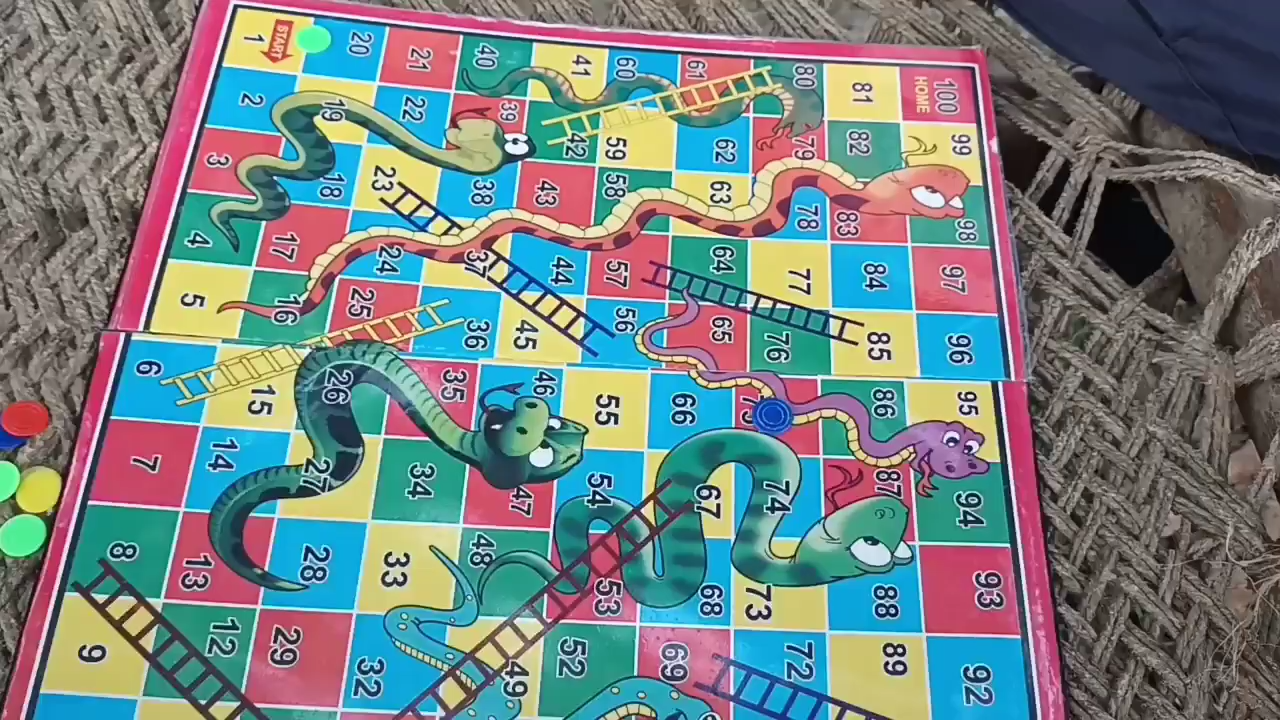 1 START 20 21 40 41 60 61 80 81 100 HOME
2 19 22 39 42 59 62 79 82 99
3 18 23 38 43 58 63 78 83 98
4 17 24 37 44 57 64 77 84 97
5 16 25 36 45 56 65 76 85 96
6 15 26 35 46 55 66 75 86 95
7 14 27 34 47 54 67 74 87 94
8 13 28 33 48 53 68 73 88 93
9 12 29 32 49 52 69 72 89 92